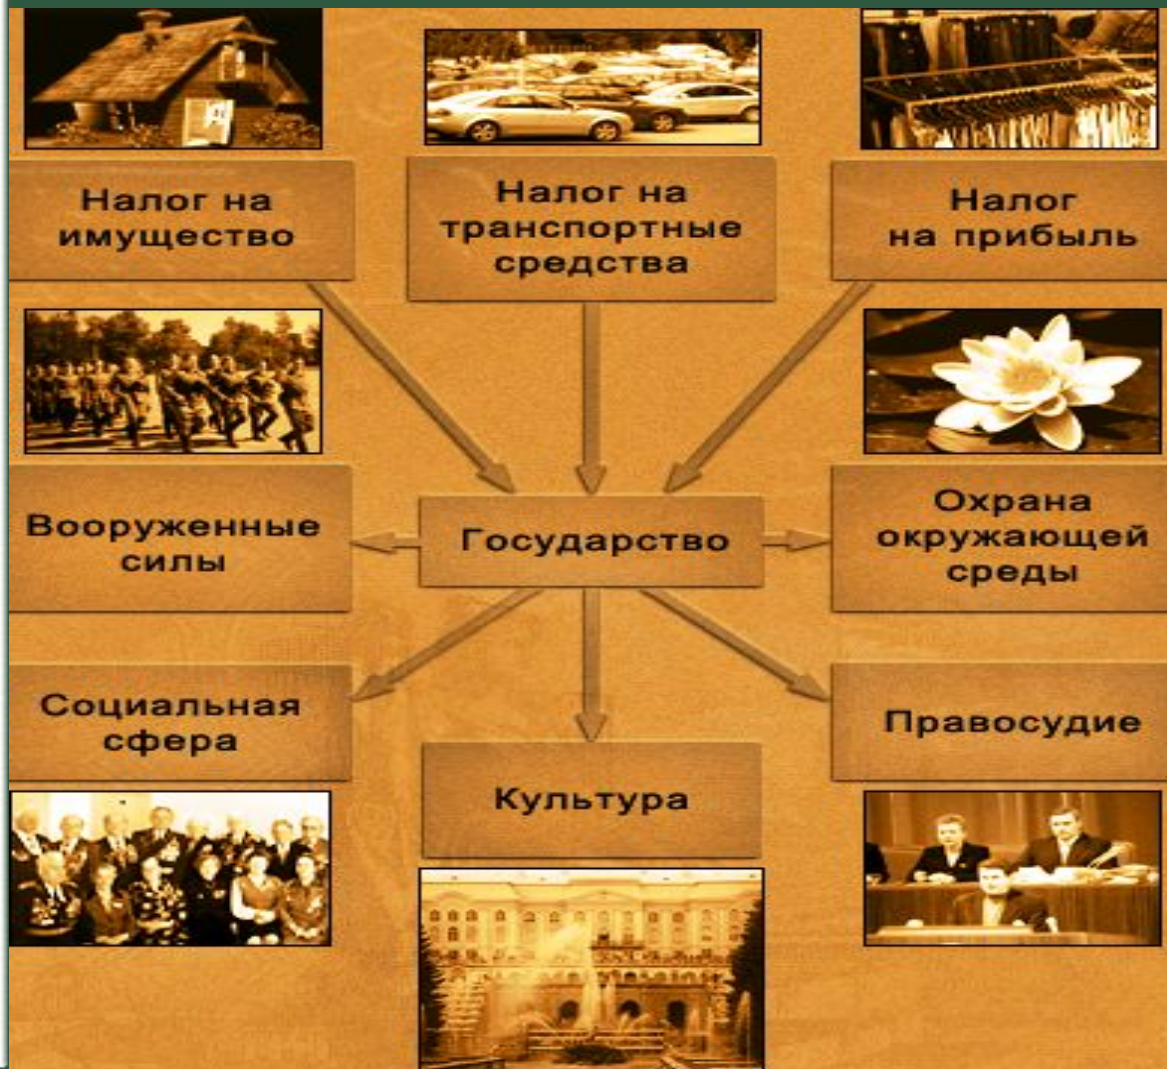 Налог на
имущество
Налог на
транспортные
средства
Налог
на прибыль
Вооруженные
силы
Государство
Охрана
окружающей
среды
Социальная
сфера
Культура
Правосудие